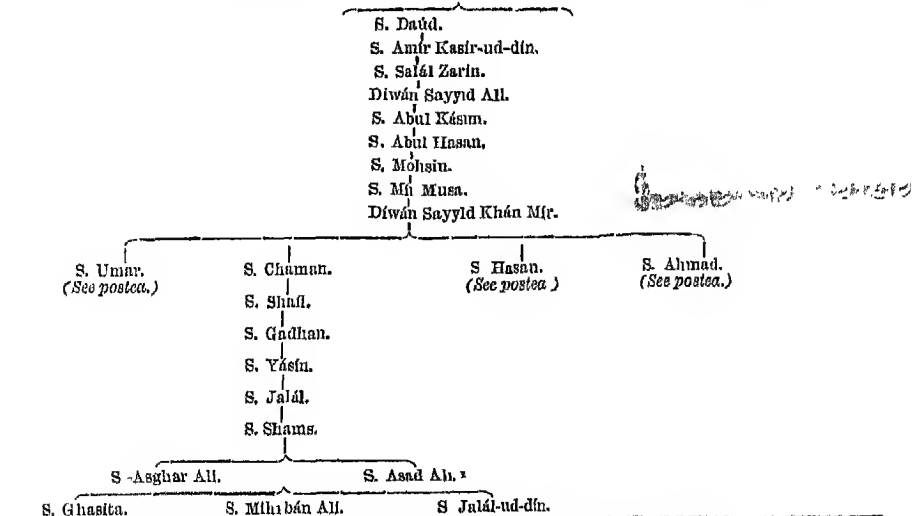 S. Daúd.
S. Amír Kasír-ud-dín.
S. Salál Zarín.
Díwán Sayyid Ali.
S. Abul Kásim.
S. Abul Hasan.
S. Mohsin.
S. Mír Musa.
Díwán Sayyid Khán Mír.
S. Umar. S. Chaman. S Hasan. S. Ahmad.
(See postea.) (See postea ) (See postea.)
S. Shafi.
S. Gadhan.
S. Yásín.
S. Jalál.
S. Shams.
S -Asghar Ali. S. Asad Ali.
S. Ghasita. S. Mihrbán Ali. S Jalál-ud-dín.